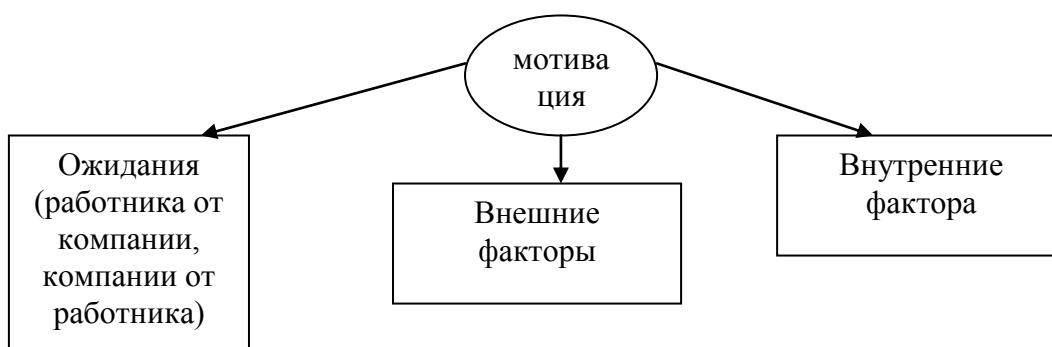 мотива
ция
Ожидания
(работника от
компании,
компании от
работника)
Внешние
факторы
Внутренние
фактора